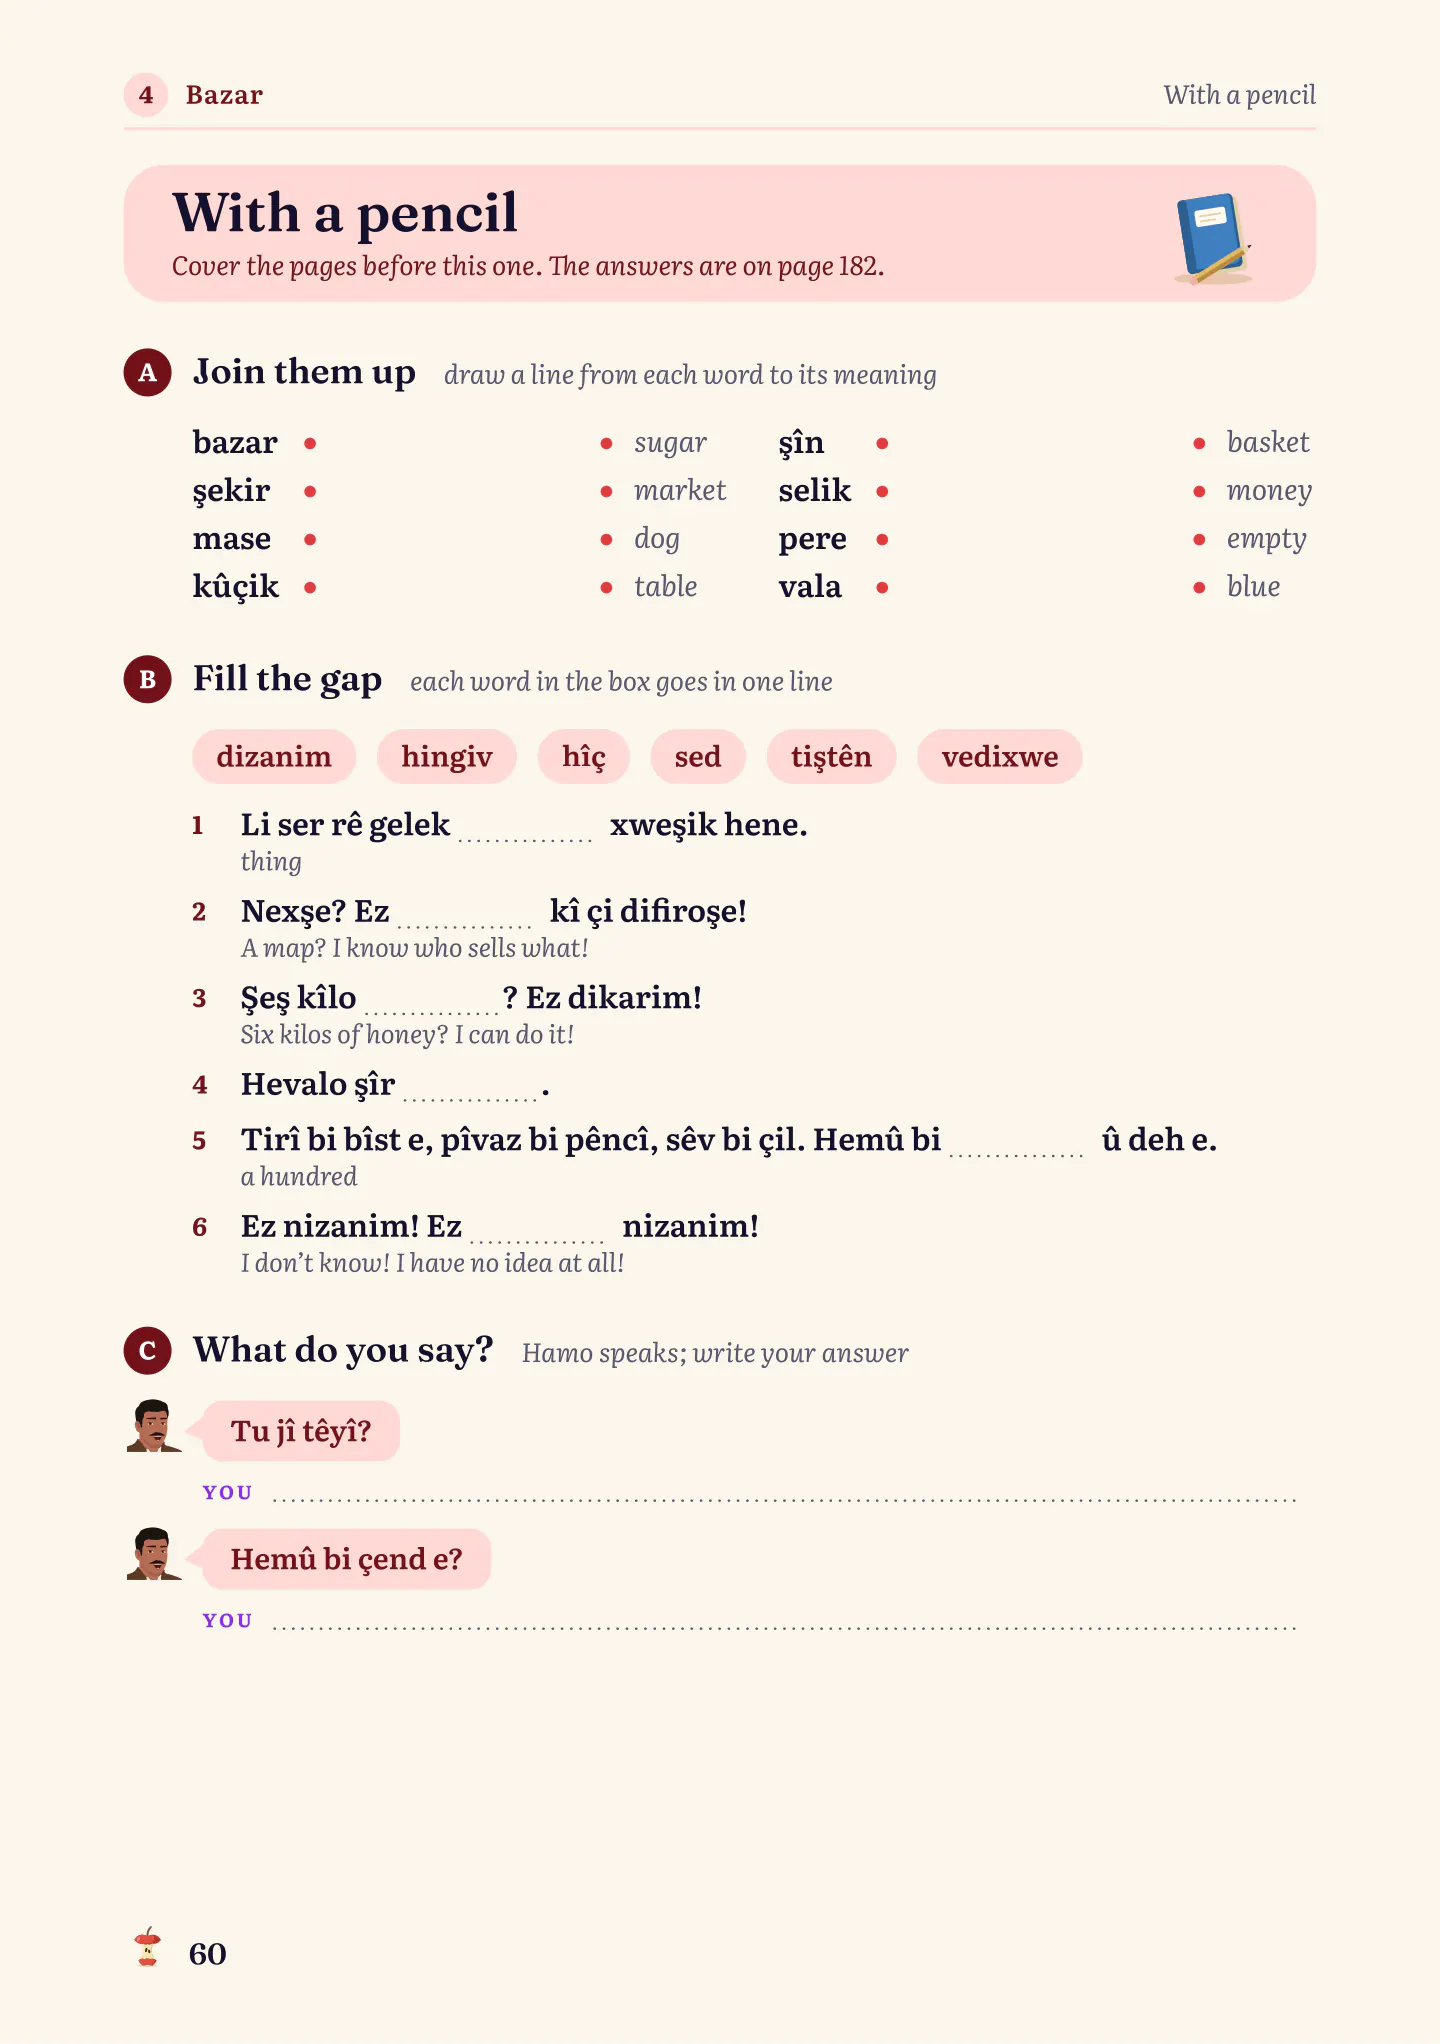 4 Bazar With a pencil
With a pencil
Cover the pages before this one. The answers are on page 182.
A Join them up draw a line from each word to its meaning
bazar • • sugar şîn • • basket
şekir • • market selik • • money
mase • • dog pere • • empty
kûçik • • table vala • • blue
B Fill the gap each word in the box goes in one line
dizanim hingiv hîç sed tiştên vedixwe
1 Li ser rê gelek ............... xweşik hene.
thing
2 Nexşe? Ez ............... kî çi difiroşe!
A map? I know who sells what!
3 Şeş kîlo ............... ? Ez dikarim!
Six kilos of honey? I can do it!
4 Hevalo şîr ............... .
5 Tirî bi bîst e, pîvaz bi pêncî, sêv bi çil. Hemû bi ............... û deh e.
a hundred
6 Ez nizanim! Ez ............... nizanim!
I don't know! I have no idea at all!
C What do you say? Hamo speaks; write your answer
Tu jî têyî?
YOU
Hemû bi çend e?
YOU
60